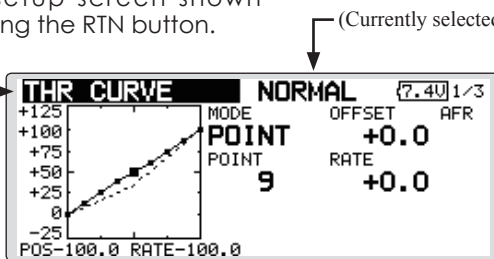 setup screen shown
ng the RTN button.
(Currently selected
THR CURVE NORMAL 7.4V 1/3
MODE OFFSET AFR
POINT +0.0
POINT RATE
9 +0.0
+125
+100
+75
+50
+25
0
-25
POS-100.0 RATE-100.0